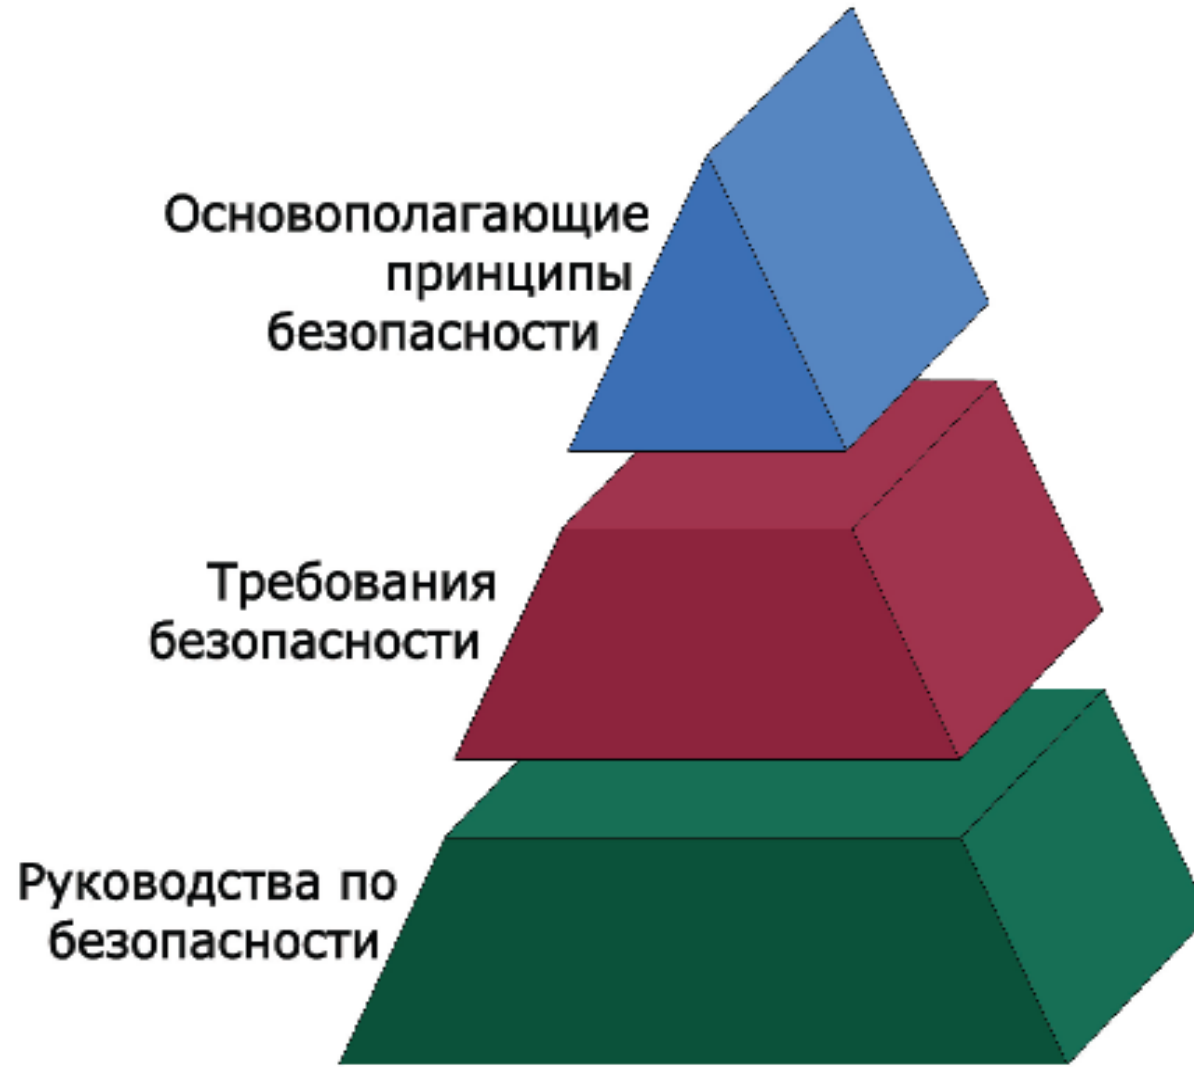 Основополагающие
принципы
безопасности
Требования
безопасности
Руководства по
безопасности